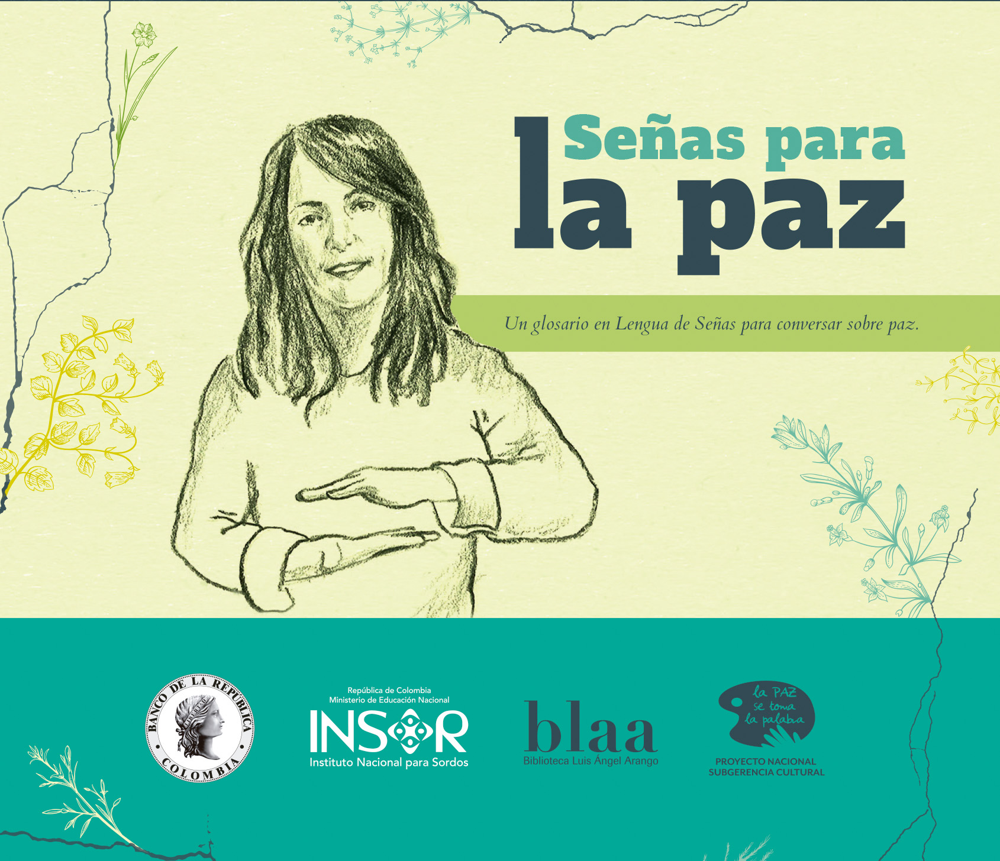 Señas para
la paz
Un glosario en Lengua de Señas para conversar sobre paz.
BANCO DE LA REPÚBLICA
LIBERTAD
COLOMBIA
República de Colombia
Ministerio de Educación Nacional
INSOR
Instituto Nacional para Sordos
blaa
Biblioteca Luis Ángel Arango
la PAZ
se toma
la palabra
PROYECTO NACIONAL
SUBGERENCIA CULTURAL